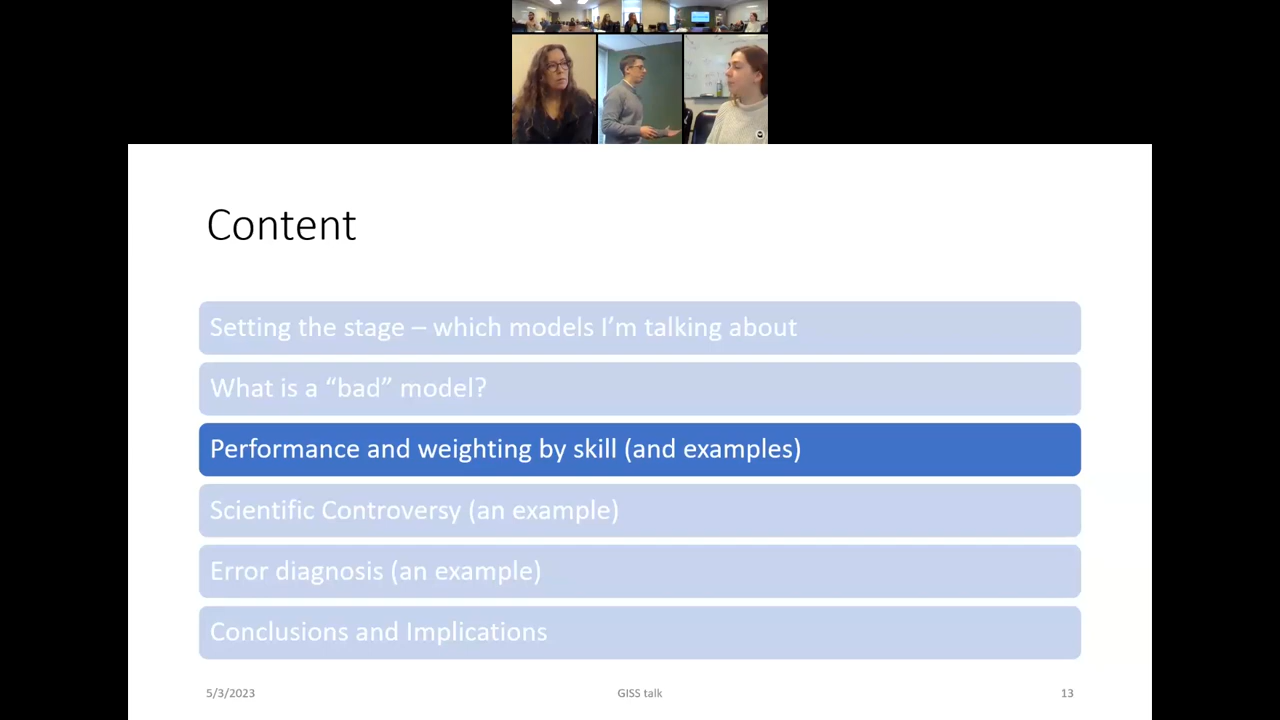 Content
Setting the stage – which models I'm talking about
What is a “bad” model?
Performance and weighting by skill (and examples)
Scientific Controversy (an example)
Error diagnosis (an example)
Conclusions and Implications
5/3/2023
GISS talk
13